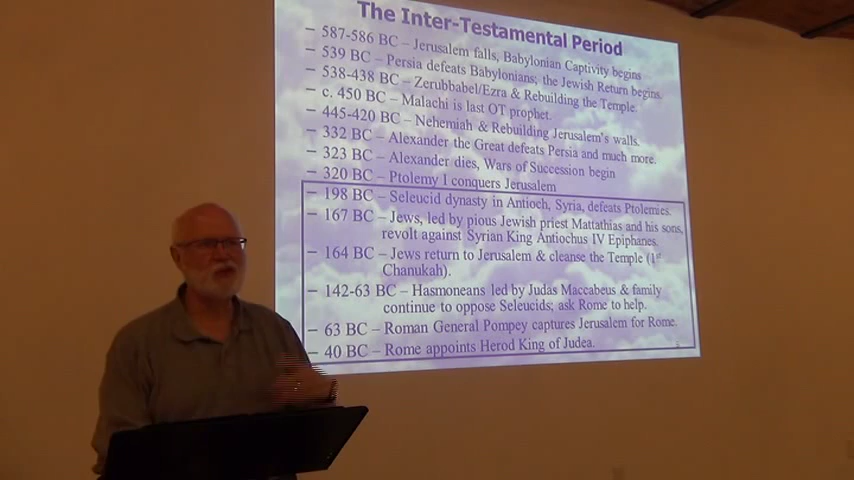 The Inter-Testamental Period
– 587-586 BC – Jerusalem falls, Babylonian Captivity begins
– 539 BC – Persia defeats Babylonians; the Jewish Return begins.
– 538-438 BC – Zerubbabel/Ezra & Rebuilding the Temple.
– c. 450 BC – Malachi is last OT prophet.
– 445-420 BC – Nehemiah & Rebuilding Jerusalem's walls.
– 332 BC – Alexander the Great defeats Persia and much more.
– 323 BC – Alexander dies, Wars of Succession begin
– 320 BC – Ptolemy I conquers Jerusalem
– 198 BC – Seleucid dynasty in Antioch, Syria, defeats Ptolemies.
– 167 BC – Jews, led by pious Jewish priest Mattathias and his sons,
revolt against Syrian King Antiochus IV Epiphanes.
– 164 BC – Jews return to Jerusalem & cleanse the Temple (1st
Chanukah).
– 142-63 BC – Hasmoneans led by Judas Maccabeus & family
continue to oppose Seleucids; ask Rome to help.
– 63 BC – Roman General Pompey captures Jerusalem for Rome.
– 40 BC – Rome appoints Herod King of Judea.